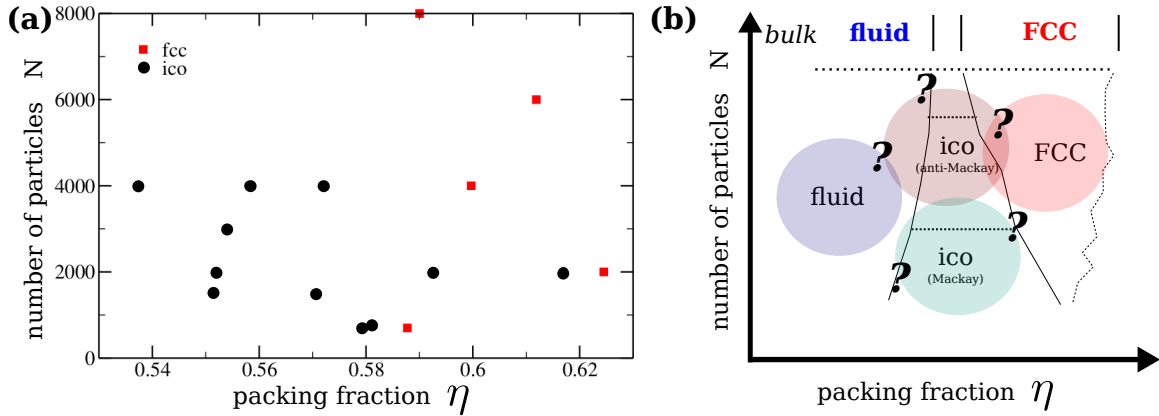 (a)
8000
6000
4000
2000
0
number of particles N
fcc
ico
0.54
0.56
0.58
0.6
0.62
packing fraction η
(b)
bulk fluid FCC
number of particles N
?
?
?
ico
(anti-Mackay)
FCC
fluid
?
ico
(Mackay)
?
packing fraction η